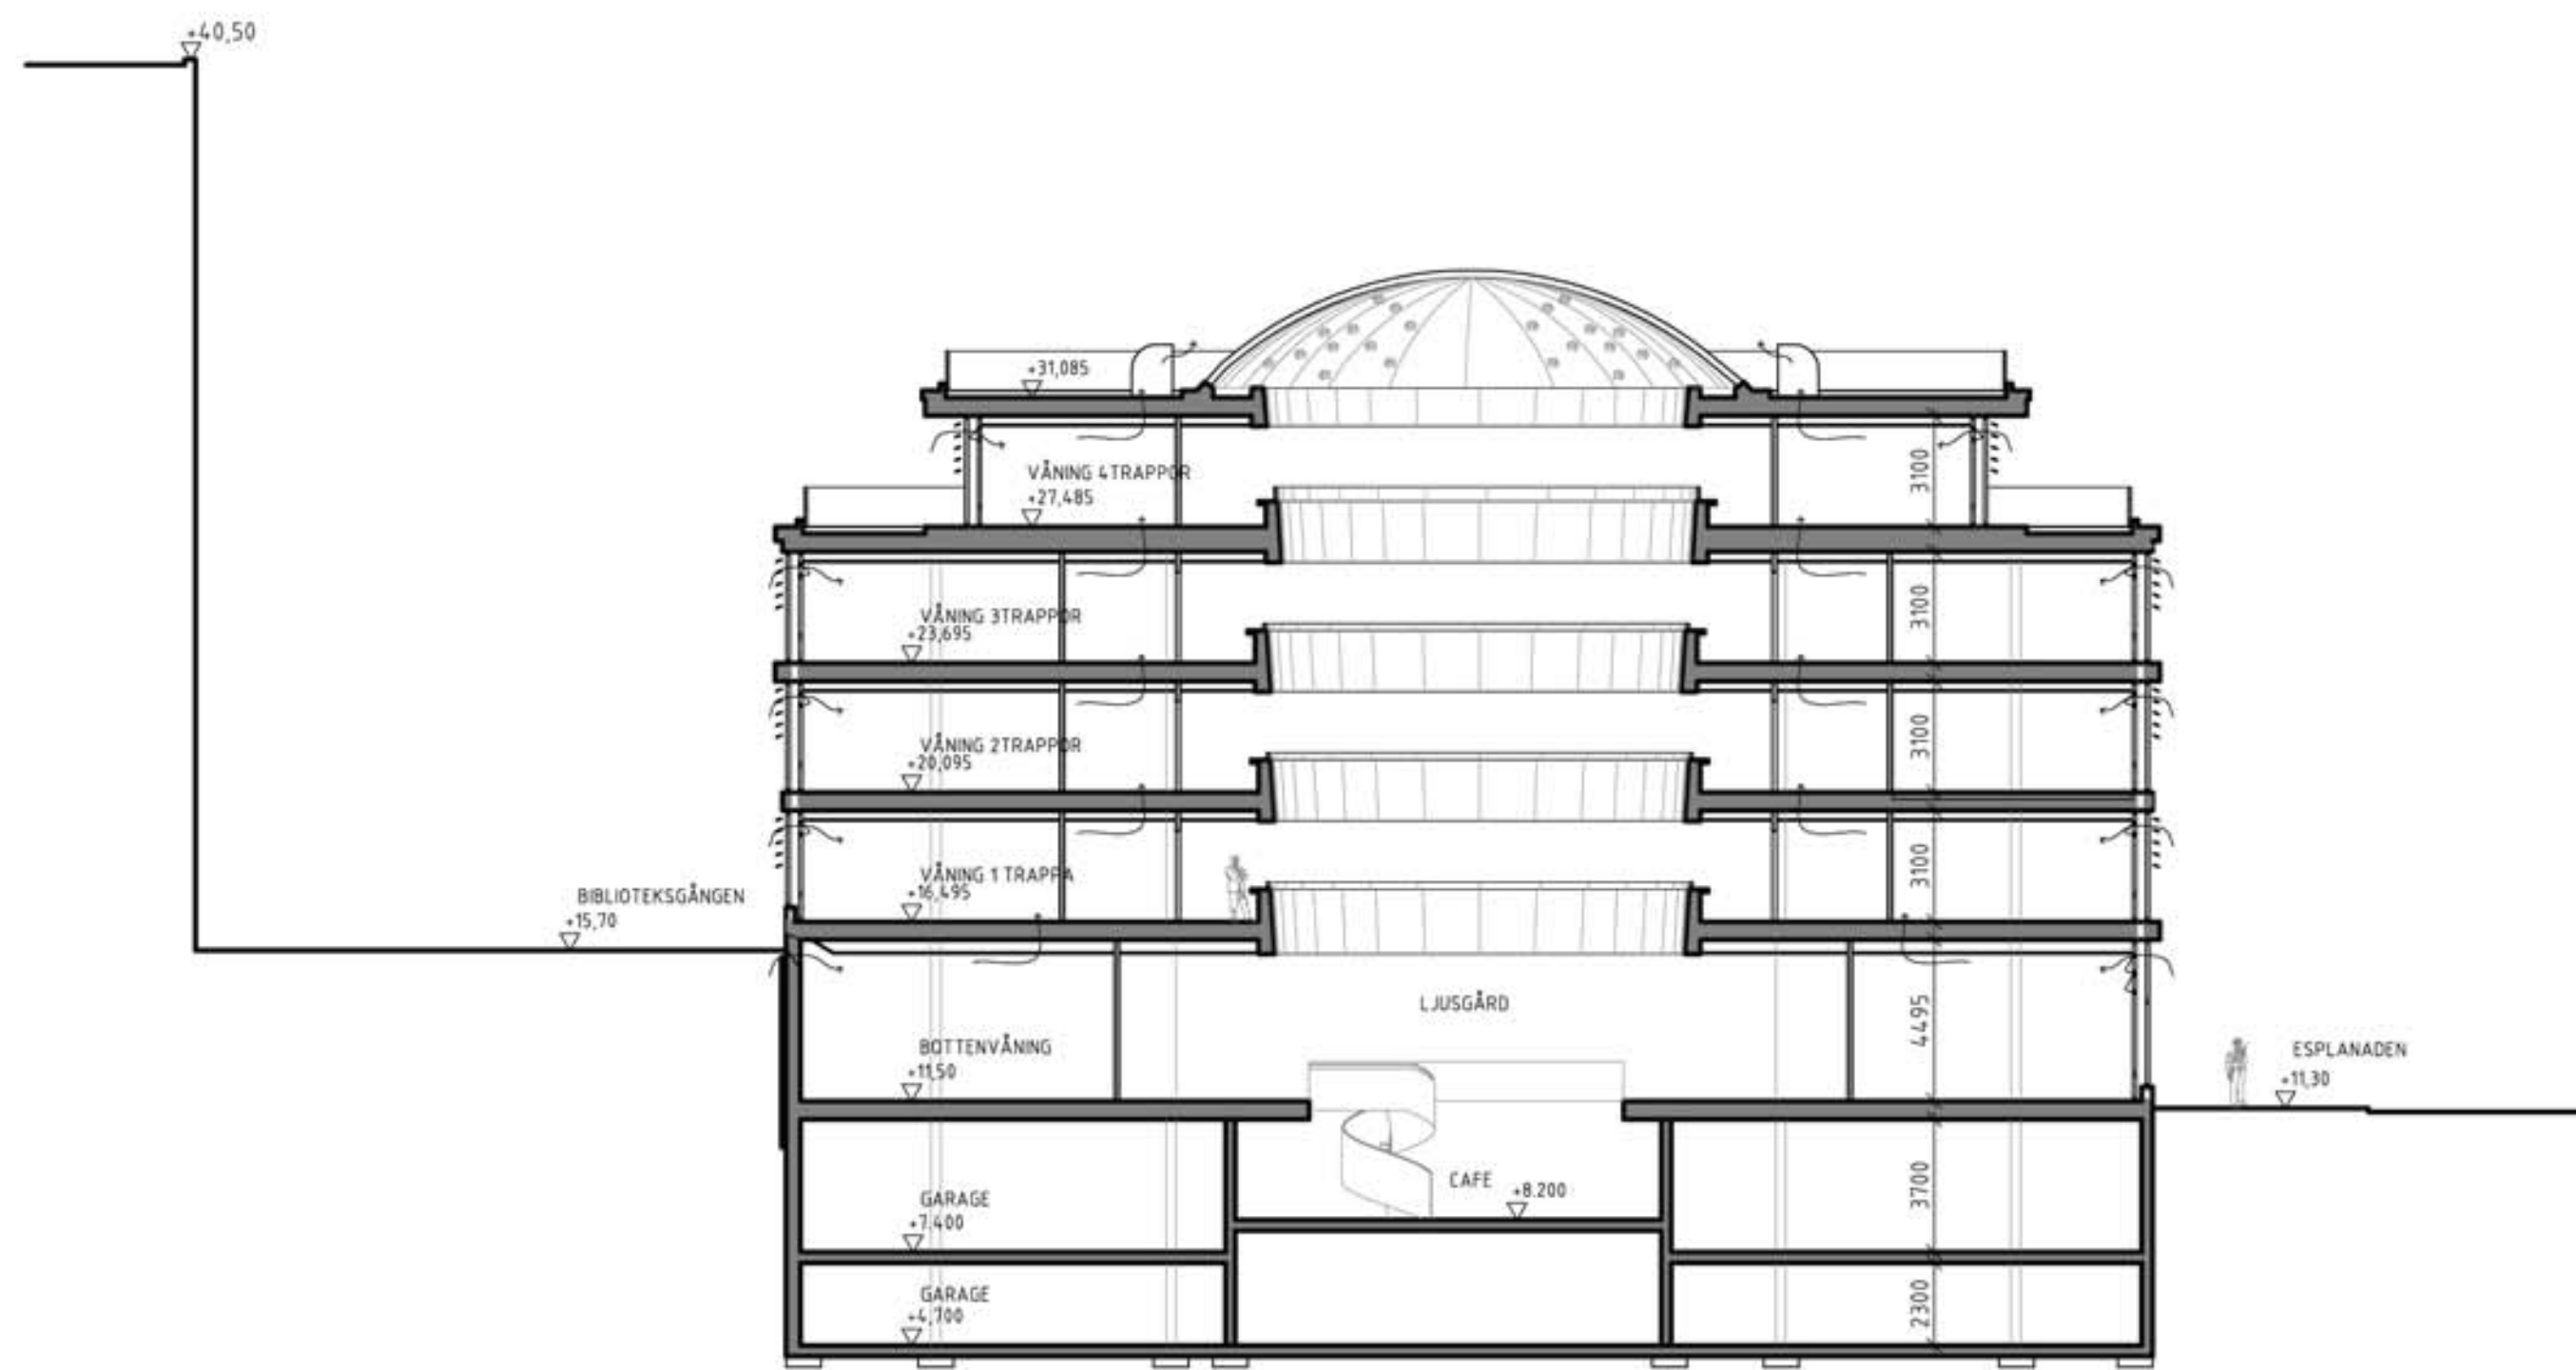 +40,50
+31,085
VÅNING 4TRAPPOR
+27,485
3100
VÅNING 3TRAPPOR
+23,695
3100
VÅNING 2TRAPPOR
+20,095
3100
VÅNING 1 TRAPPA
+16,495
3100
BIBLIOTEKSGÅNGEN
+15,70
LJUSGÅRD
4495
BOTTENVÅNING
+11,50
ESPLANADEN
+11,30
CAFE
+8.200
3700
GARAGE
+7.400
GARAGE
+4,700
2300